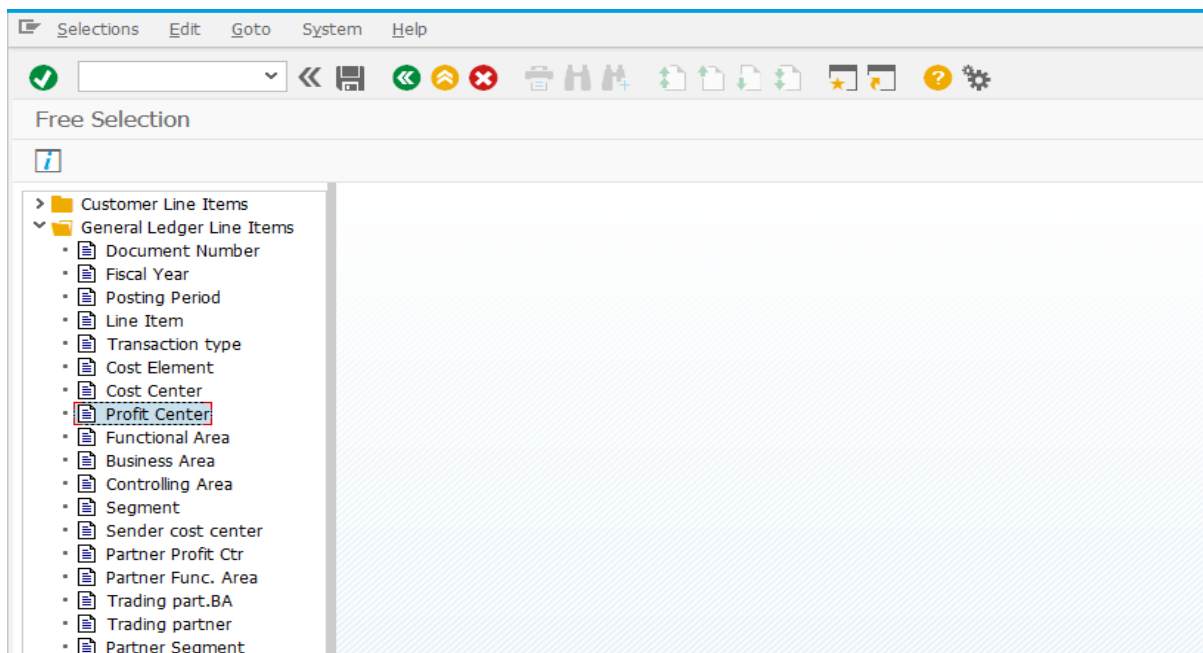 Selections Edit Goto System Help
Free Selection
Customer Line Items
General Ledger Line Items
Document Number
Fiscal Year
Posting Period
Line Item
Transaction type
Cost Element
Cost Center
Profit Center
Functional Area
Business Area
Controlling Area
Segment
Sender cost center
Partner Profit Ctr
Partner Func. Area
Trading part.BA
Trading partner
Partner Segment